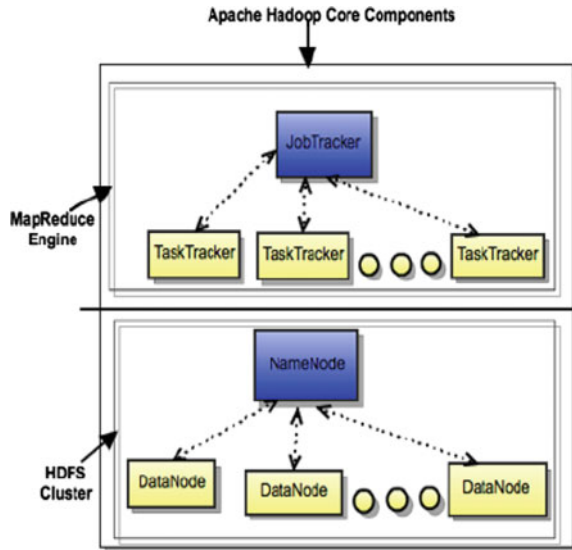 Apache Hadoop Core Components
JobTracker
MapReduce
Engine
TaskTracker
TaskTracker
TaskTracker
NameNode
HDFS
Cluster
DataNode
DataNode
DataNode